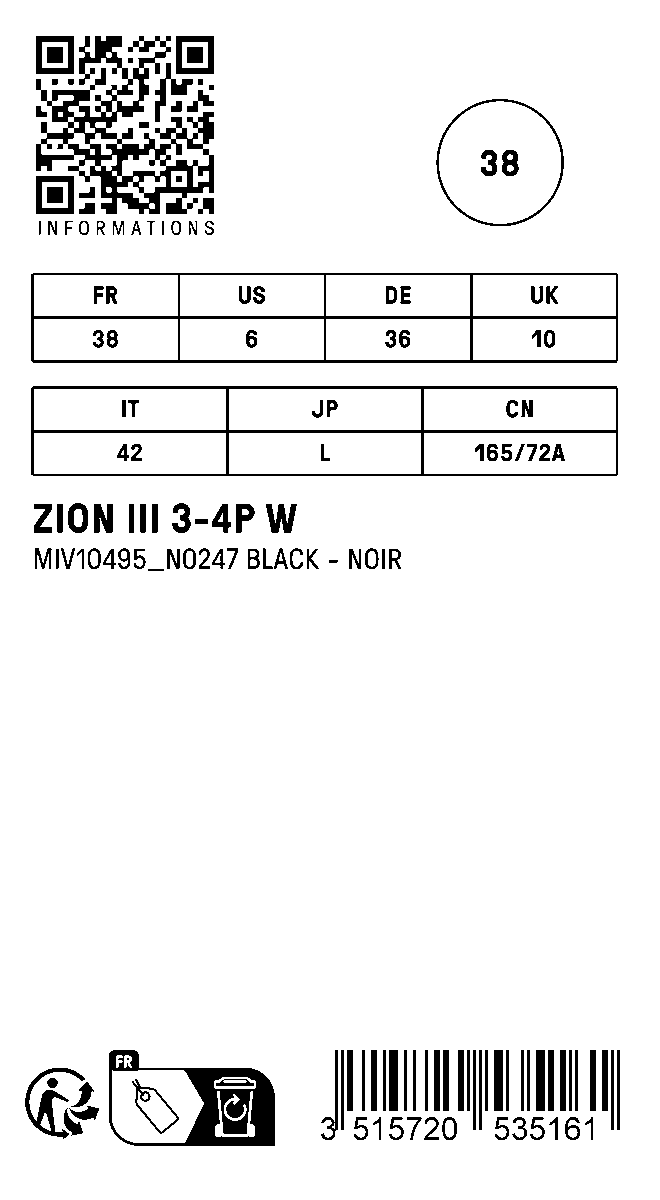 INFORMATIONS
38
FR US DE UK
38 6 36 10
IT JP CN
42 L 165/72A
ZION III 3-4P W
MIV10495_N0247 BLACK - NOIR
FR
3 515720 535161